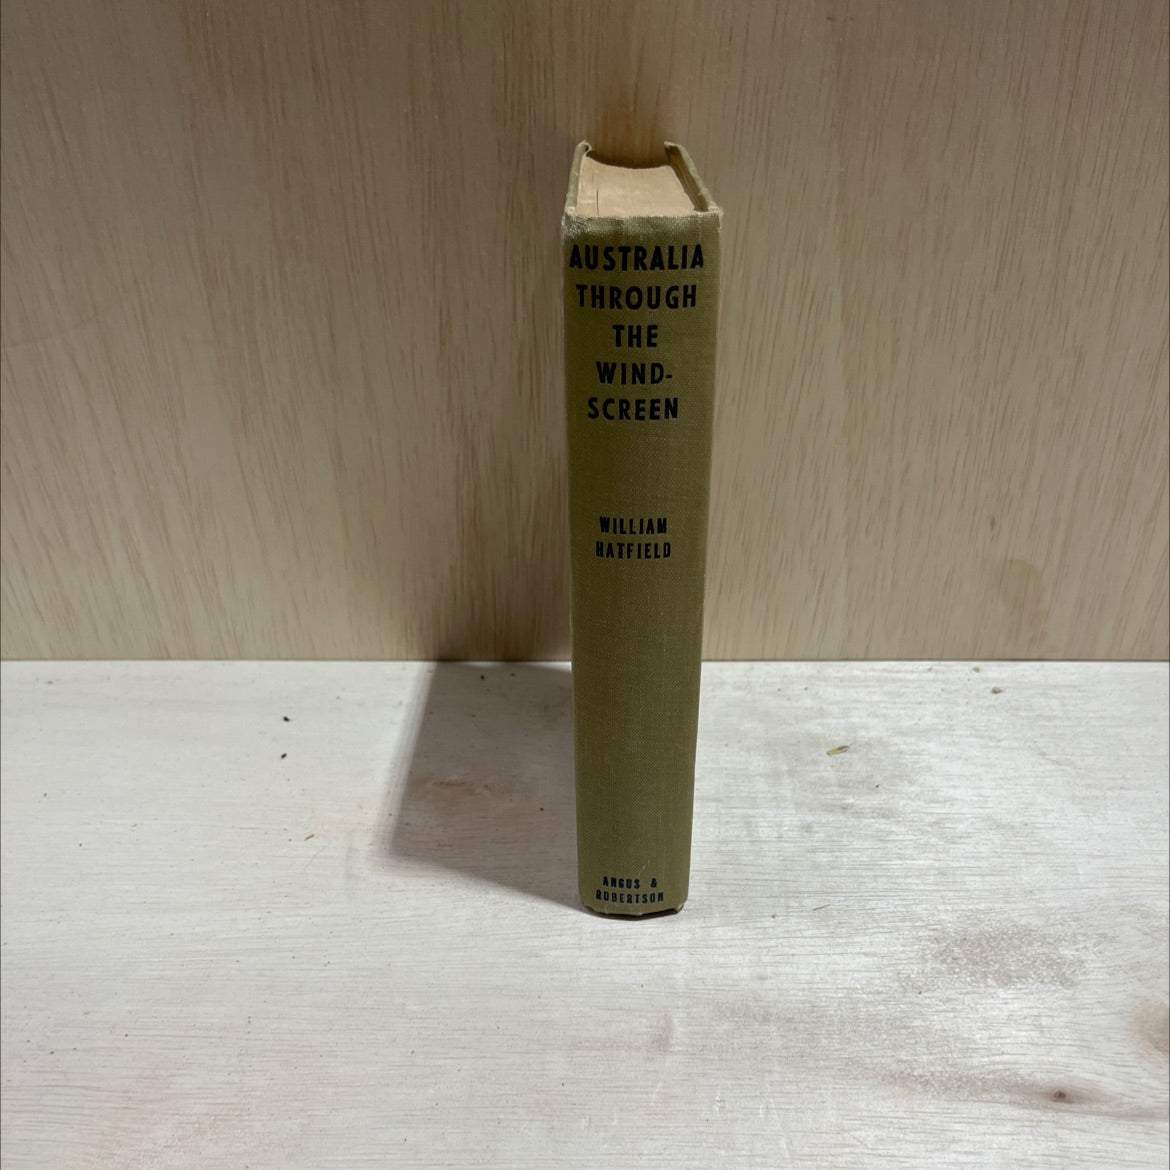 AUSTRALIA
THROUGH
THE
WIND-
SCREEN
WILLIAM
HATFIELD
ANGUS &
ROBERTSON